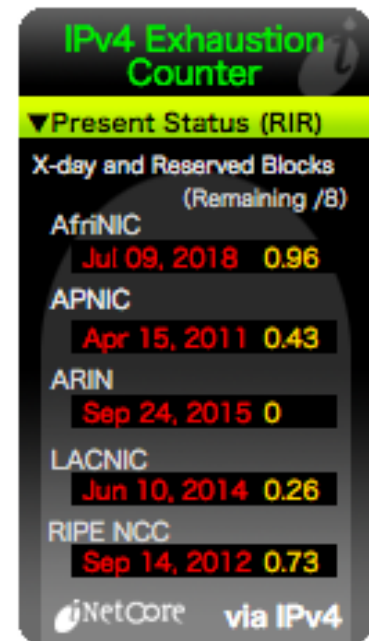 IPv4 Exhaustion
Counter
▼Present Status (RIR)
X-day and Reserved Blocks
(Remaining /8)
AfriNIC
Jul 09, 2018 0.96
APNIC
Apr 15, 2011 0.43
ARIN
Sep 24, 2015 0
LACNIC
Jun 10, 2014 0.26
RIPE NCC
Sep 14, 2012 0.73
iNetCore via IPv4